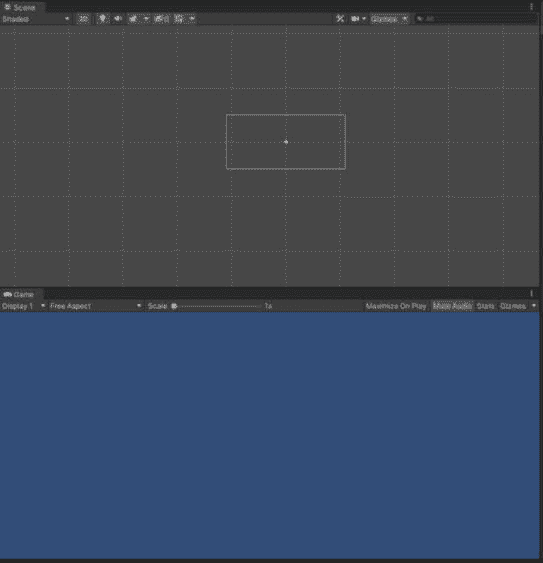 Scene
Shaded 2D Gizmos All
Game
Display 1 Free Aspect Scale 1x Maximize On Play Mute Audio Stats Gizmos